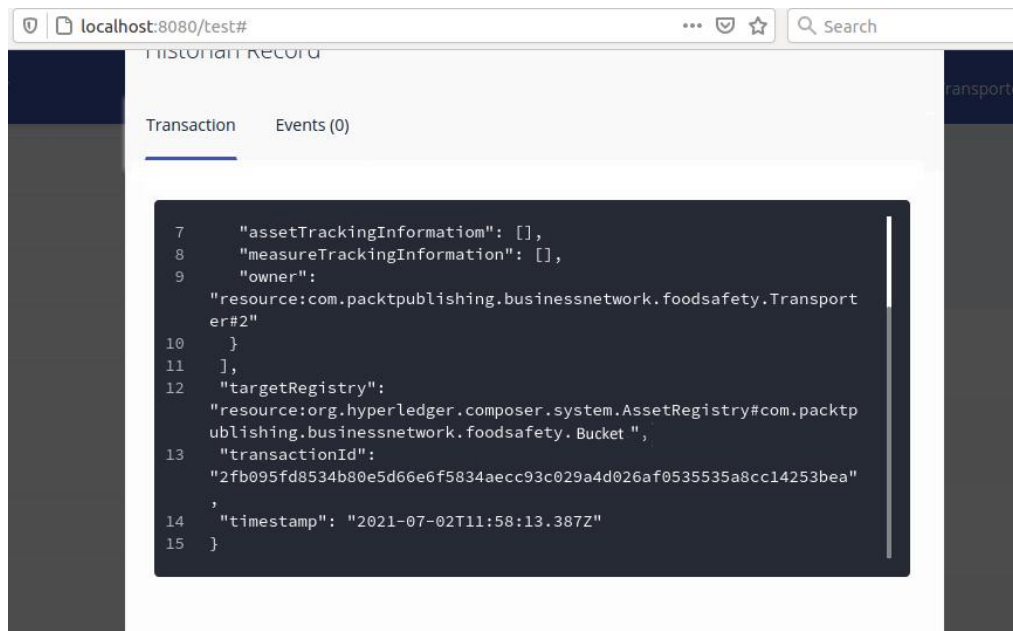 localhost:8080/test#
Search
Historian Record
Transaction Events (0)
7 "assetTrackingInformatiom": [],
8 "measureTrackingInformation": [],
9 "owner":
"resource:com.packtpublishing.businessnetwork.foodsafety.Transport
er#2"
10 }
11 ],
12 "targetRegistry":
"resource:org.hyperledger.composer.system.AssetRegistry#com.packtp
ublishing.businessnetwork.foodsafety. Bucket ",
13 "transactionId":
"2fb095fd8534b80e5d66e6f5834aecc93c029a4d026af0535535a8cc14253bea"
,
14 "timestamp": "2021-07-02T11:58:13.387Z"
15 }